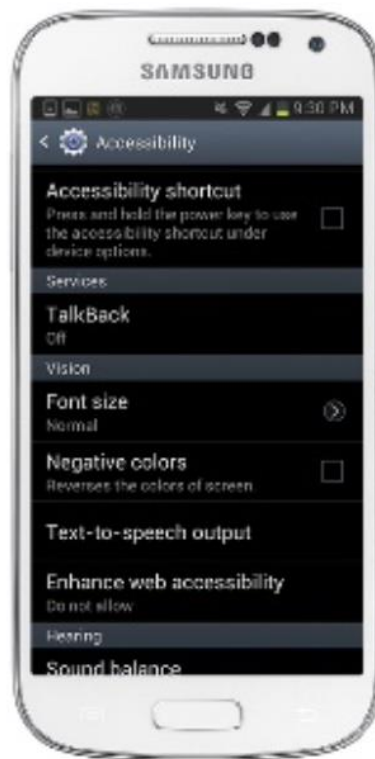 SAMSUNG
9:30 PM
Accessibility
Accessibility shortcut
Press and hold the power key to use
the accessibility shortcut under
device options.
Services
TalkBack
Off
Vision
Font size
Normal
Negative colors
Reverses the colors of screen.
Text-to-speech output
Enhance web accessibility
Do not allow
Hearing
Sound balance